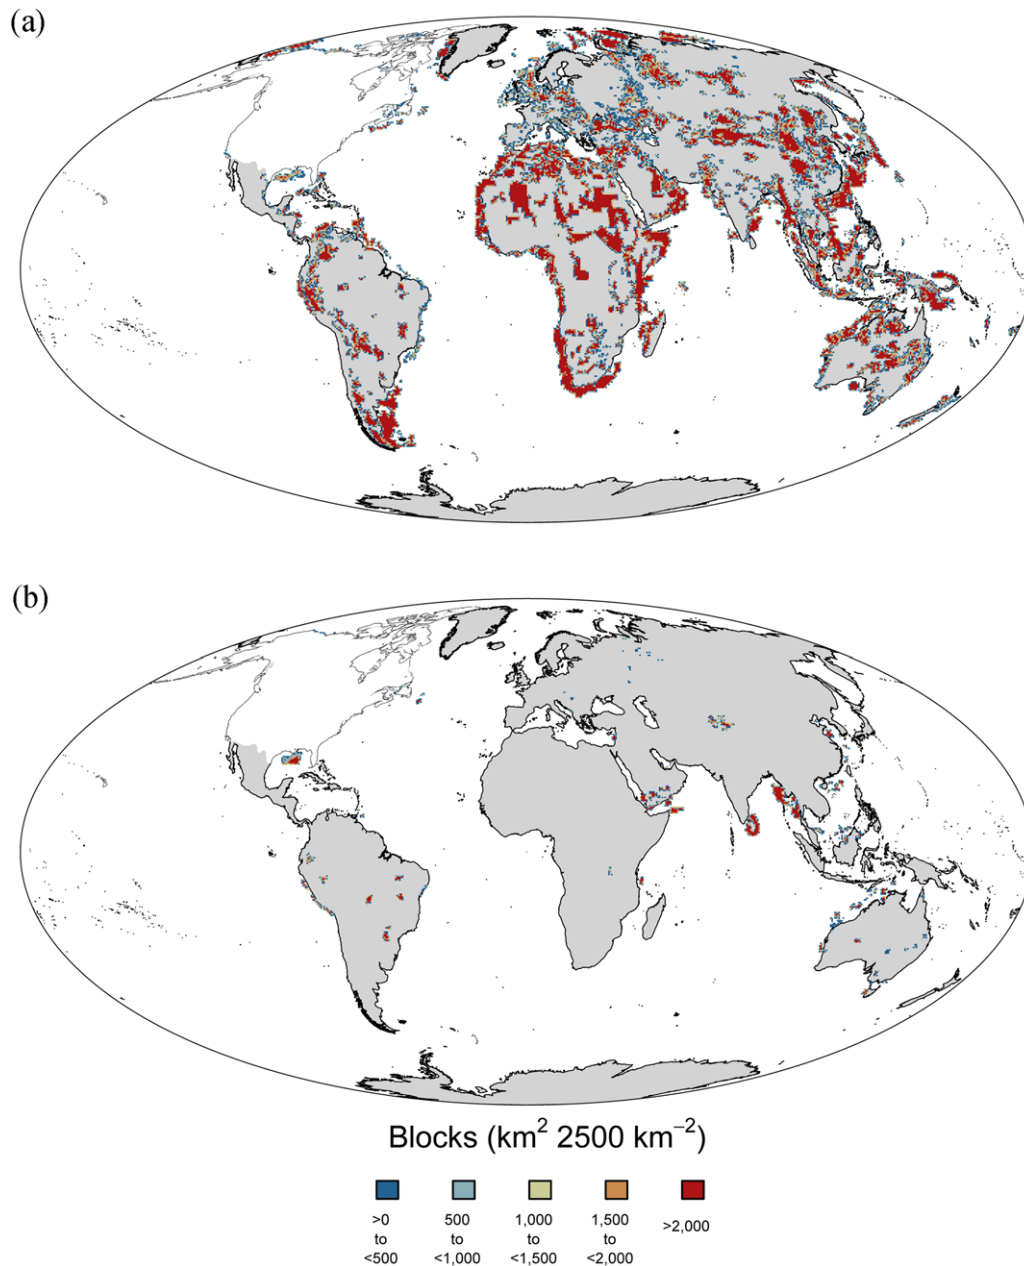 (a)
(b)
Blocks (km² 2500 km⁻²)
>0 500 1,000 1,500 >2,000
to to to to
<500 <1,000 <1,500 <2,000